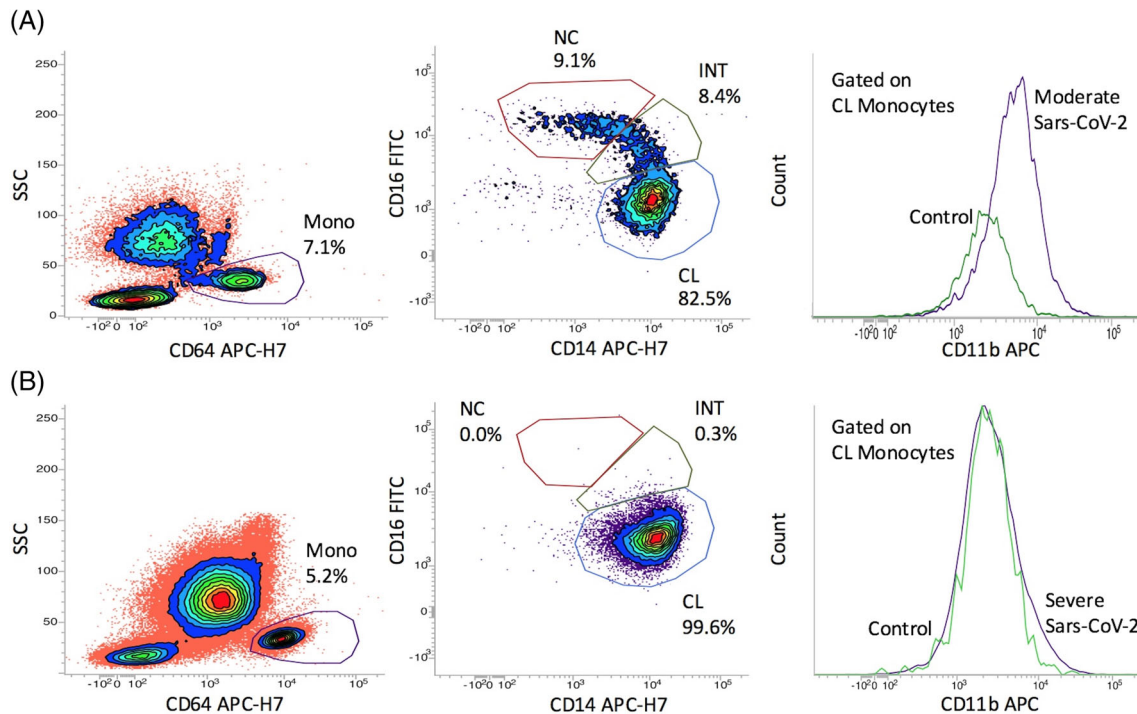 (A)
250
200
150
100
50
0
SSC
Mono
7.1%
-10² 0 10² 10³ 10⁴ 10⁵
CD64 APC-H7
NC
9.1%
INT
8.4%
10⁵
10⁴
10³
0
-10³
CD16 FITC
CL
82.5%
-10² 0 10² 10³ 10⁴ 10⁵
CD14 APC-H7
Gated on
CL Monocytes
Moderate
Sars-CoV-2
Control
Count
-10² 0 10² 10³ 10⁴ 10⁵
CD11b APC
(B)
250
200
150
100
50
SSC
Mono
5.2%
-10² 0 10² 10³ 10⁴ 10⁵
CD64 APC-H7
NC
0.0%
INT
0.3%
10⁵
10⁴
10³
0
-10³
CD16 FITC
CL
99.6%
-10² 0 10² 10³ 10⁴ 10⁵
CD14 APC-H7
Gated on
CL Monocytes
Count
Control
Severe
Sars-CoV-2
-10² 0 10² 10³ 10⁴ 10⁵
CD11b APC